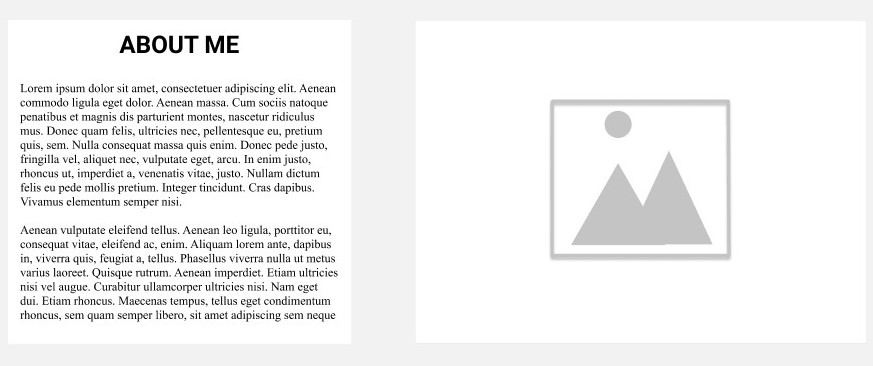 ABOUT ME
Lorem ipsum dolor sit amet, consectetuer adipiscing elit. Aenean
commodo ligula eget dolor. Aenean massa. Cum sociis natoque
penatibus et magnis dis parturient montes, nascetur ridiculus
mus. Donec quam felis, ultricies nec, pellentesque eu, pretium
quis, sem. Nulla consequat massa quis enim. Donec pede justo,
fringilla vel, aliquet nec, vulputate eget, arcu. In enim justo,
rhoncus ut, imperdiet a, venenatis vitae, justo. Nullam dictum
felis eu pede mollis pretium. Integer tincidunt. Cras dapibus.
Vivamus elementum semper nisi.
Aenean vulputate eleifend tellus. Aenean leo ligula, porttitor eu,
consequat vitae, eleifend ac, enim. Aliquam lorem ante, dapibus
in, viverra quis, feugiat a, tellus. Phasellus viverra nulla ut metus
varius laoreet. Quisque rutrum. Aenean imperdiet. Etiam ultricies
nisi vel augue. Curabitur ullamcorper ultricies nisi. Nam eget
dui. Etiam rhoncus. Maecenas tempus, tellus eget condimentum
rhoncus, sem quam semper libero, sit amet adipiscing sem neque